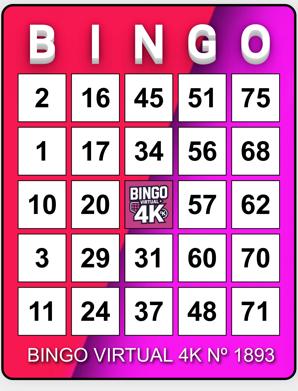 B I N G O
2 16 45 51 75
1 17 34 56 68
10 20 BINGO VIRTUAL 4K 57 62
3 29 31 60 70
11 24 37 48 71
BINGO VIRTUAL 4K Nº 1893